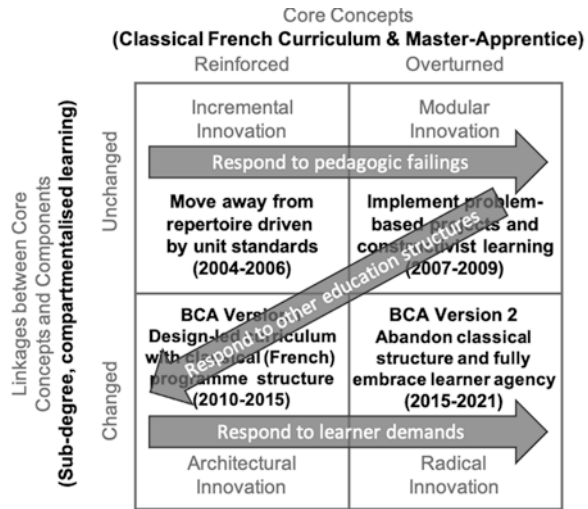 Core Concepts
(Classical French Curriculum & Master-Apprentice)
Reinforced
Overturned
Linkages between Core
Concepts and Components
(Sub-degree, compartmentalised learning)
Unchanged
Changed
Incremental
Innovation
Modular
Innovation
Respond to pedagogic failings
Move away from
repertoire driven
by unit standards
(2004-2006)
Implement problem-
based projects and
constructivist learning
(2007-2009)
Respond to other education structures
BCA Version
Design-led curriculum
with classical (French)
programme structure
(2010-2015)
BCA Version 2
Abandon classical
structure and fully
embrace learner agency
(2015-2021)
Respond to learner demands
Architectural
Innovation
Radical
Innovation